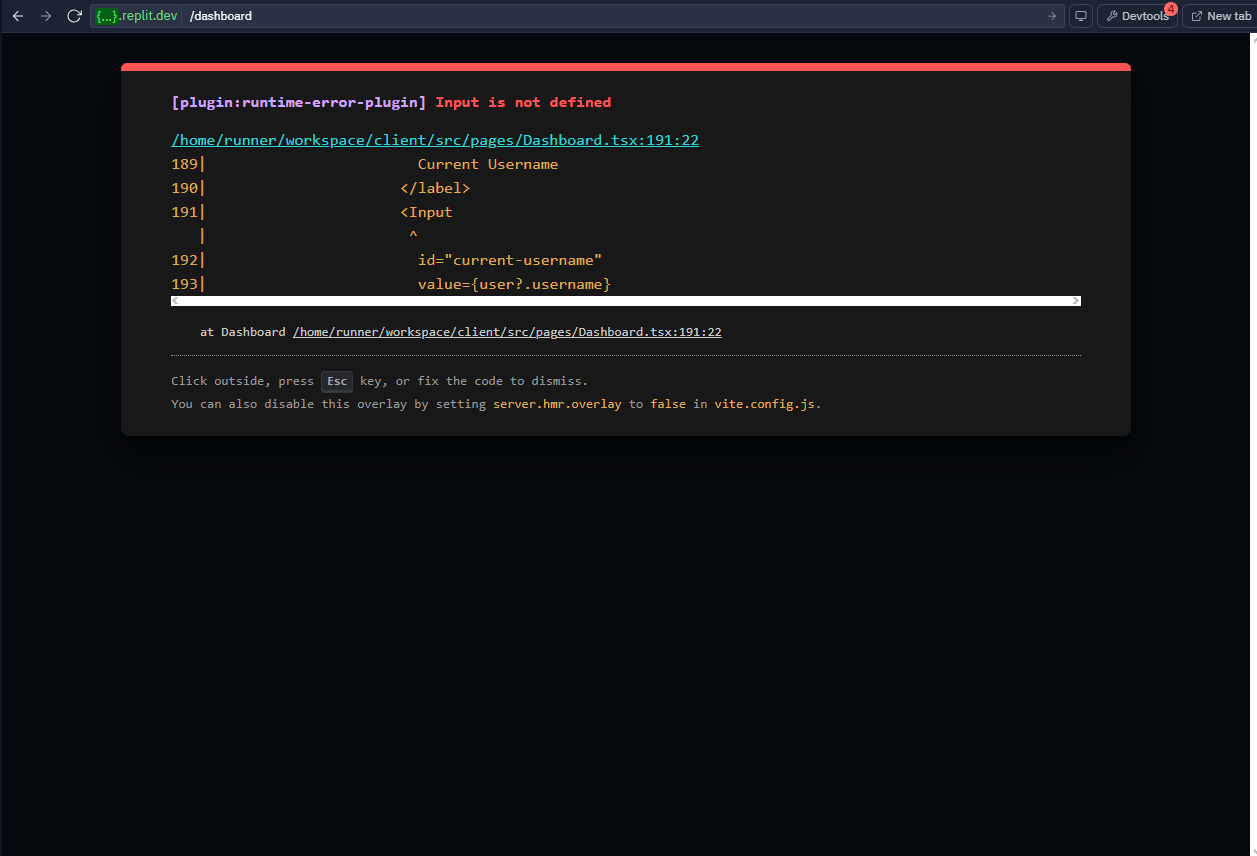 {...}.replit.dev /dashboard Devtools 4 New tab
[plugin:runtime-error-plugin] Input is not defined
/home/runner/workspace/client/src/pages/Dashboard.tsx:191:22
189| Current Username
190| </label>
191| <Input
| ^
192| id="current-username"
193| value={user?.username}
at Dashboard /home/runner/workspace/client/src/pages/Dashboard.tsx:191:22
Click outside, press Esc key, or fix the code to dismiss.
You can also disable this overlay by setting server.hmr.overlay to false in vite.config.js.